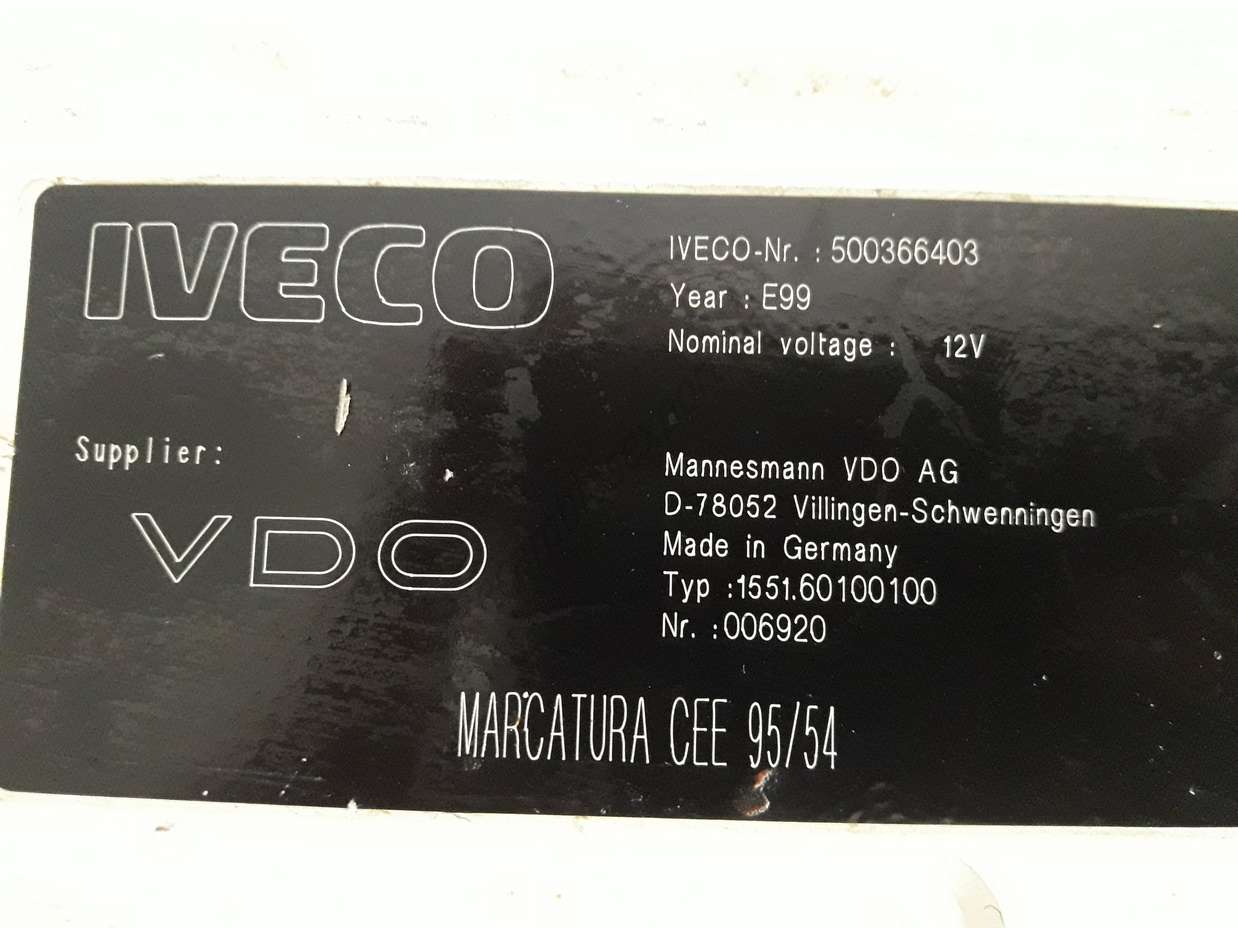 IVECO
IVECO-Nr. : 500366403
Year : E99
Nominal voltage : 12V
Supplier:
VDO
Mannesmann VDO AG
D-78052 Villingen-Schwenningen
Made in Germany
Typ :1551.60100100
Nr. :006920
MARCATURA CEE 95/54